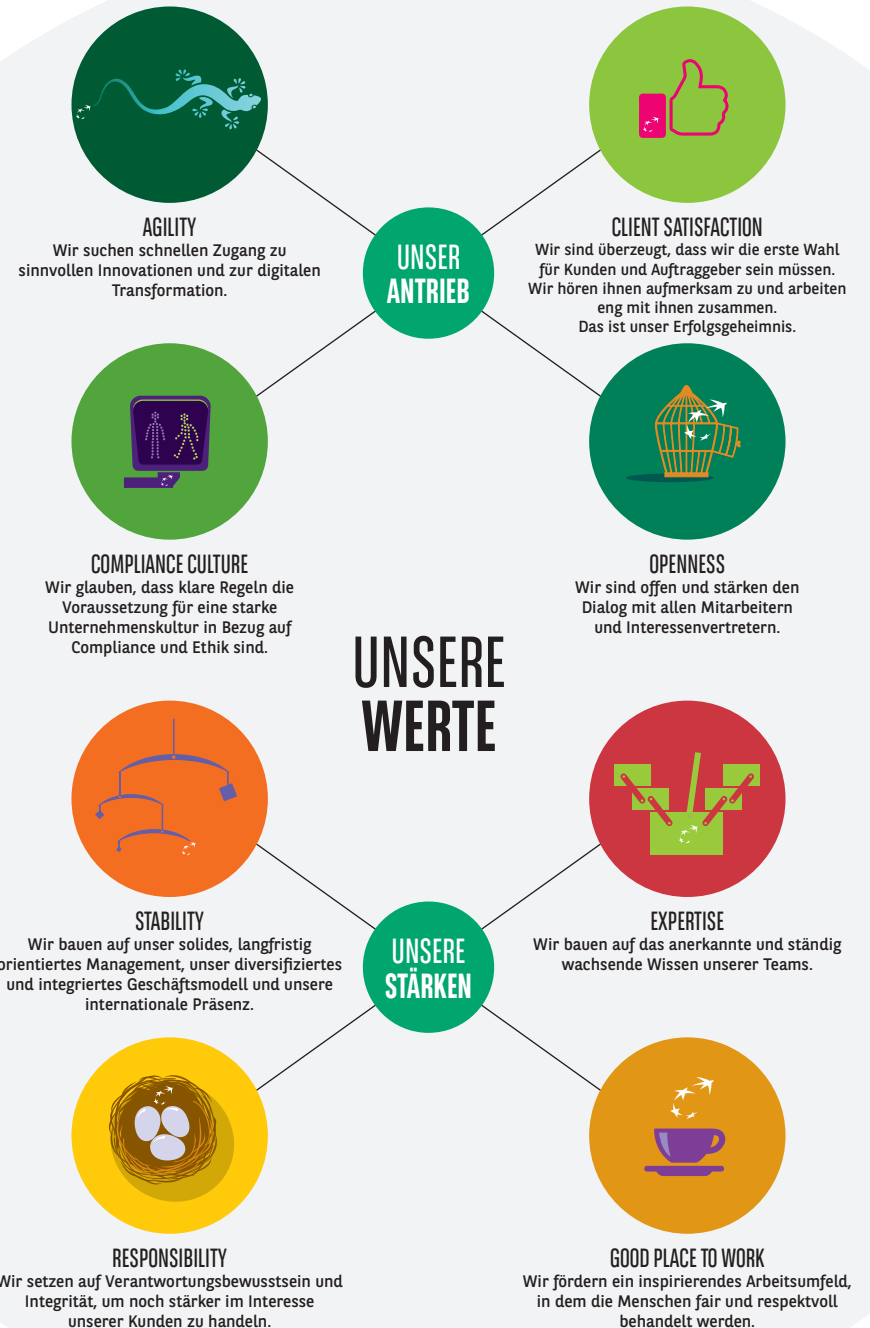 AGILITY
Wir suchen schnellen Zugang zu
sinnvollen Innovationen und zur digitalen
Transformation.
CLIENT SATISFACTION
Wir sind überzeugt, dass wir die erste Wahl
für Kunden und Auftraggeber sein müssen.
Wir hören ihnen aufmerksam zu und arbeiten
eng mit ihnen zusammen.
Das ist unser Erfolgsgeheimnis.
UNSER
ANTRIEB
COMPLIANCE CULTURE
Wir glauben, dass klare Regeln die
Voraussetzung für eine starke
Unternehmenskultur in Bezug auf
Compliance und Ethik sind.
OPENNESS
Wir sind offen und stärken den
Dialog mit allen Mitarbeitern
und Interessenvertretern.
UNSERE
WERTE
STABILITY
Wir bauen auf unser solides, langfristig
orientiertes Management, unser diversifiziertes
und integriertes Geschäftsmodell und unsere
internationale Präsenz.
EXPERTISE
Wir bauen auf das anerkannte und ständig
wachsende Wissen unserer Teams.
UNSERE
STÄRKEN
RESPONSIBILITY
Wir setzen auf Verantwortungsbewusstsein und
Integrität, um noch stärker im Interesse
unserer Kunden zu handeln.
GOOD PLACE TO WORK
Wir fördern ein inspirierendes Arbeitsumfeld,
in dem die Menschen fair und respektvoll
behandelt werden.